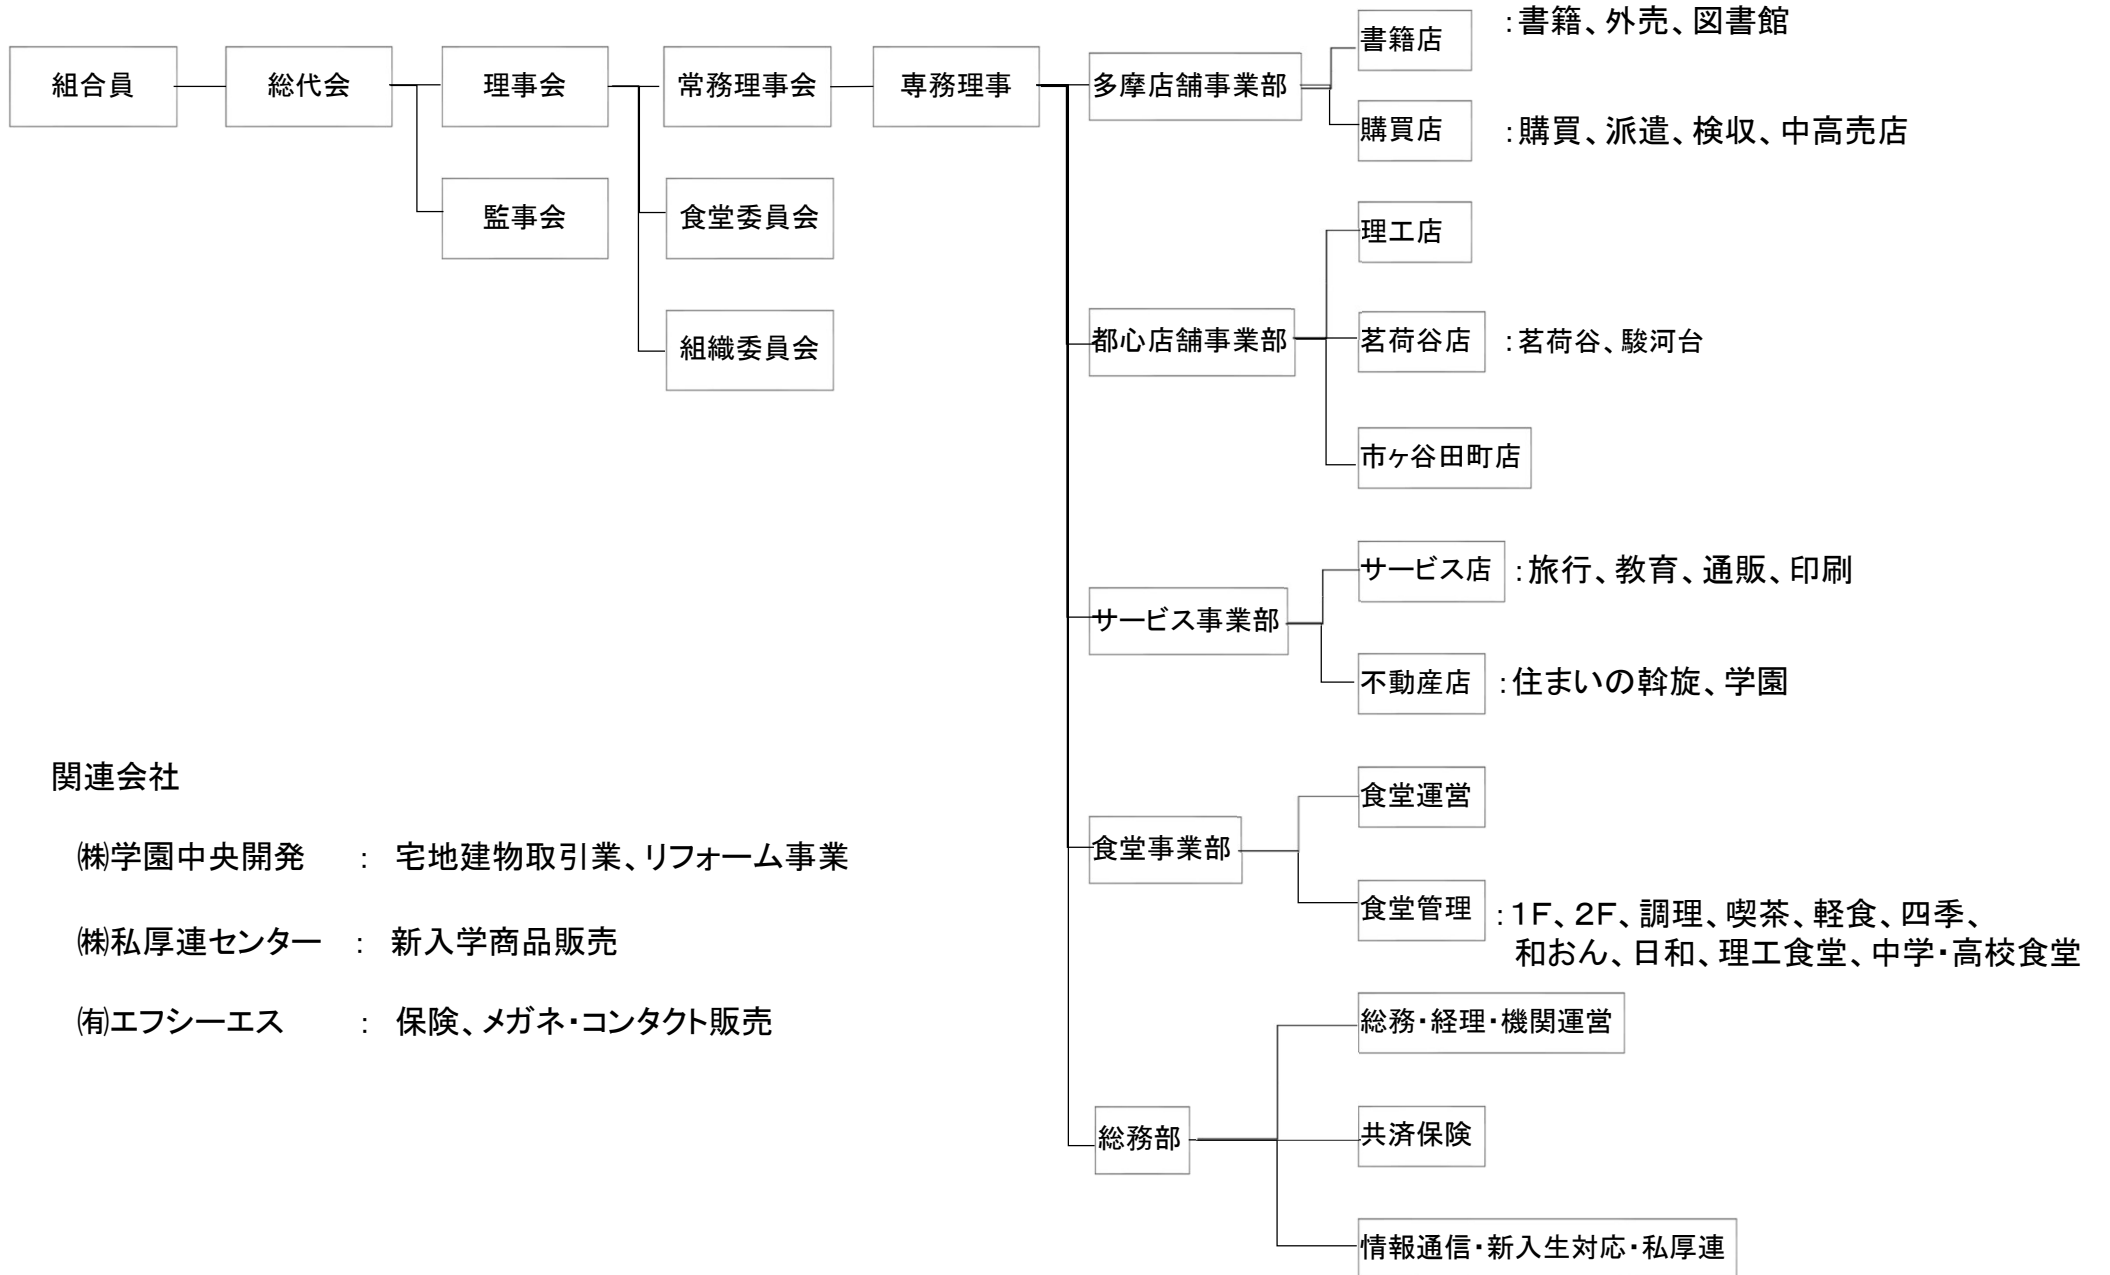 組合員
総代会
理事会
監事会
常務理事会
食堂委員会
組織委員会
専務理事
多摩店舗事業部
書籍店 :書籍、外売、図書館
購買店 :購買、派遣、検収、中高売店
都心店舗事業部
理工店
茗荷谷店 :茗荷谷、駿河台
市ヶ谷田町店
サービス事業部
サービス店 :旅行、教育、通販、印刷
不動産店 :住まいの斡旋、学園
食堂事業部
食堂運営
食堂管理 :1F、2F、調理、喫茶、軽食、四季、
和おん、日和、理工食堂、中学・高校食堂
総務部
総務・経理・機関運営
共済保険
情報通信・新入生対応・私厚連
関連会社
㈱学園中央開発 : 宅地建物取引業、リフォーム事業
㈱私厚連センター : 新入学商品販売
㈲エフシーエス : 保険、メガネ・コンタクト販売